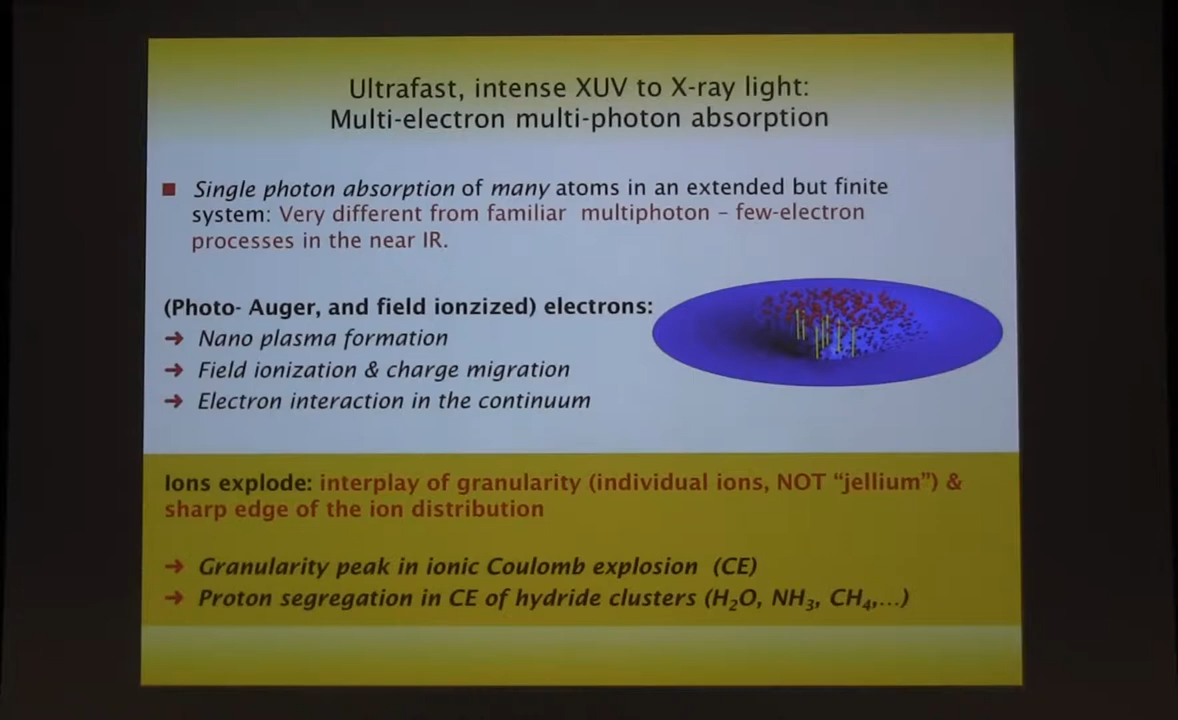 Ultrafast, intense XUV to X-ray light:
Multi-electron multi-photon absorption
Single photon absorption of many atoms in an extended but finite
system: Very different from familiar multiphoton – few-electron
processes in the near IR.
(Photo- Auger, and field ionzized) electrons:
➔ Nano plasma formation
➔ Field ionization & charge migration
➔ Electron interaction in the continuum
Ions explode: interplay of granularity (individual ions, NOT “jellium”) &
sharp edge of the ion distribution
➔ Granularity peak in ionic Coulomb explosion (CE)
➔ Proton segregation in CE of hydride clusters (H₂O, NH₃, CH₄,...)